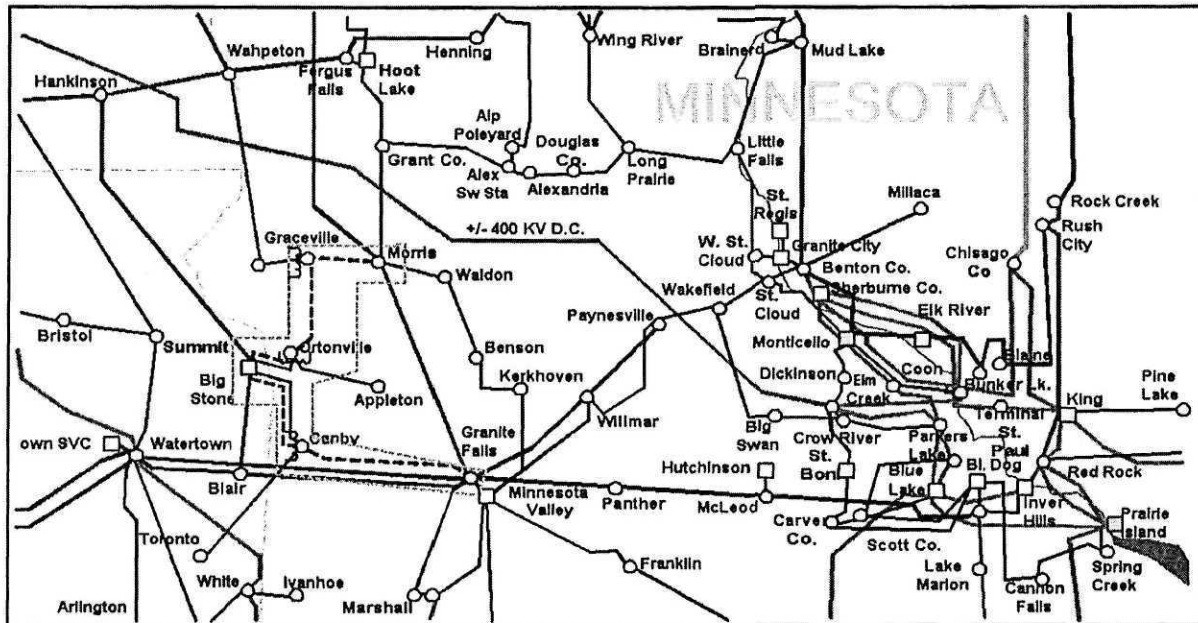 Wahpeton
Henning
Wing River
Brainerd
Mud Lake
Hankinson
Fergus
Falls
Hoot
Lake
MINNESOTA
Alp
Poleyard
Douglas
Co.
Grant Co.
Alex
Sw Sta
Alexandria
Long
Prairie
Little
Falls
Millaca
St.
Regis
Rock Creek
Rush
City
+/- 400 KV D.C.
Graceville
Morris
Waldon
W. St.
Cloud
Granite City
Benton Co.
Sherburne Co.
Chisago
Co
Wakefield
St.
Cloud
Elk River
Bristol
Summit
Ortonville
Paynesville
Monticello
Benson
Blaine
Big
Stone
Appleton
Kerkhoven
Dickinson
Elm
Creek
Coon
Bunker Lk.
Pine
Lake
King
Terminal
Willmar
Big
Swan
Crow River
St.
Paul
own SVC
Watertown
Canby
Granite
Falls
Parkers
Lake
St.
Bon
Hutchinson
Blue
Lake
Bl. Dog
Red Rock
Blair
Minnesota
Valley
Panther
McLeod
Inver
Hills
Prairie
Island
Carver
Co.
Scott Co.
Toronto
Franklin
Lake
Marion
Spring
Creek
Cannon
Falls
White
Ivanhoe
Arlington
Marshall